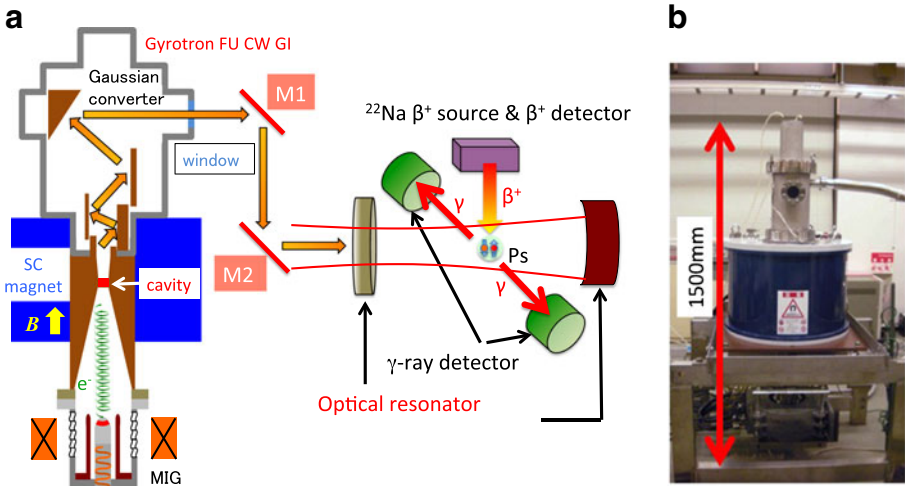 a
Gyrotron FU CW GI
Gaussian
converter
M1
window
M2
SC
magnet
cavity
B
e-
MIG
²²Na β⁺ source & β⁺ detector
β⁺
γ
Ps
γ
γ-ray detector
Optical resonator
b
1500mm